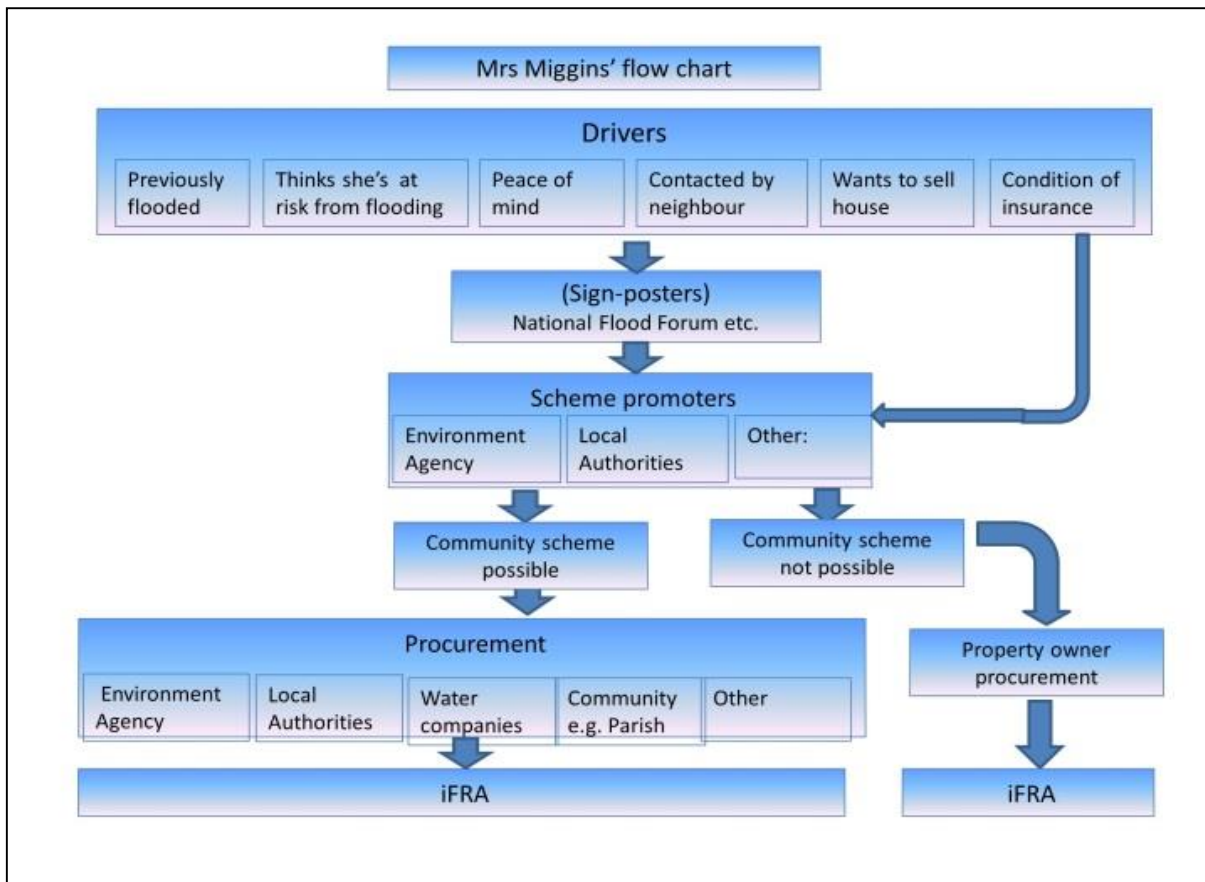 Mrs Miggins’ flow chart
Drivers
Previously
flooded
Thinks she’s at
risk from flooding
Peace of
mind
Contacted by
neighbour
Wants to sell
house
Condition of
insurance
(Sign-posters)
National Flood Forum etc.
Scheme promoters
Environment
Agency
Local
Authorities
Other:
Community scheme
possible
Community scheme
not possible
Procurement
Environment
Agency
Local
Authorities
Water
companies
Community
e.g. Parish
Other
Property owner
procurement
iFRA
iFRA